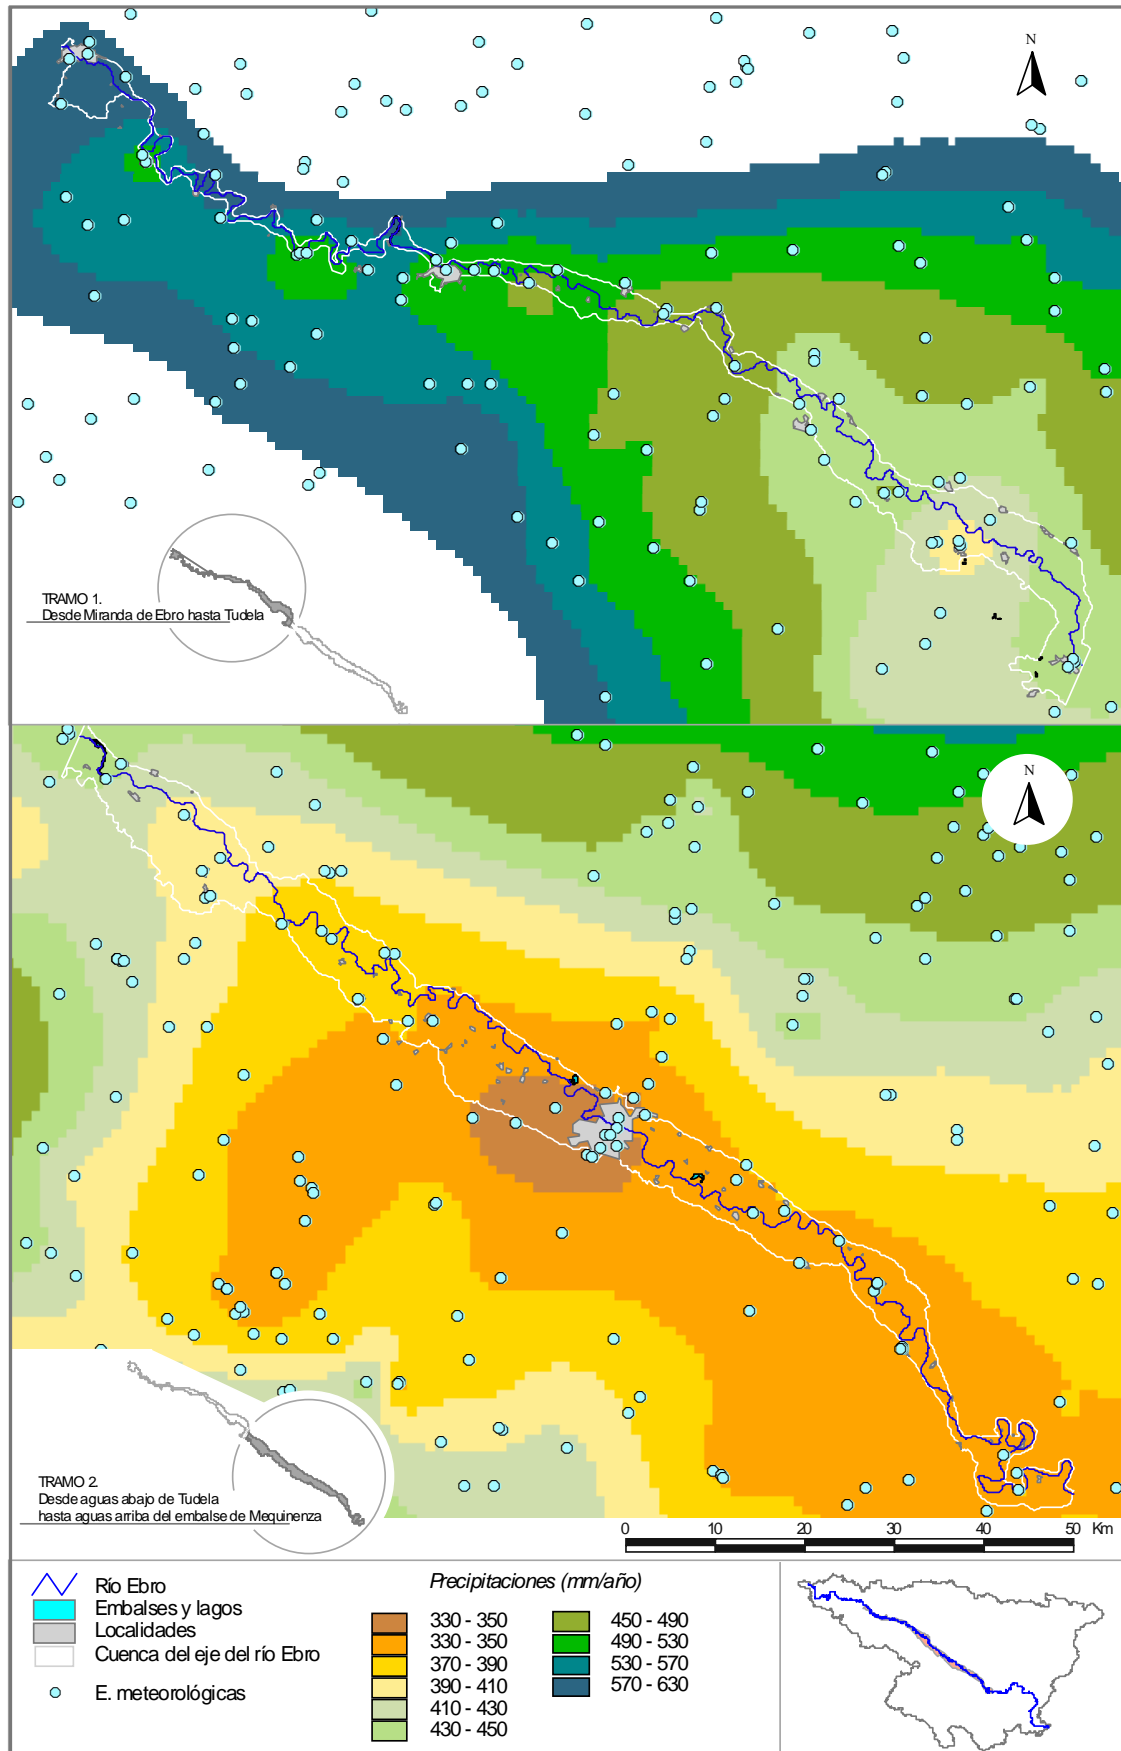 N
TRAMO 1.
Desde Miranda de Ebro hasta Tudela
N
TRAMO 2.
Desde aguas abajo de Tudela
hasta aguas arriba del embalse de Mequinenza
0 10 20 30 40 50 Km
Río Ebro
Embalses y lagos
Localidades
Cuenca del eje del río Ebro
E. meteorológicas
Precipitaciones (mm/año)
330 - 350
330 - 350
370 - 390
390 - 410
410 - 430
430 - 450
450 - 490
490 - 530
530 - 570
570 - 630